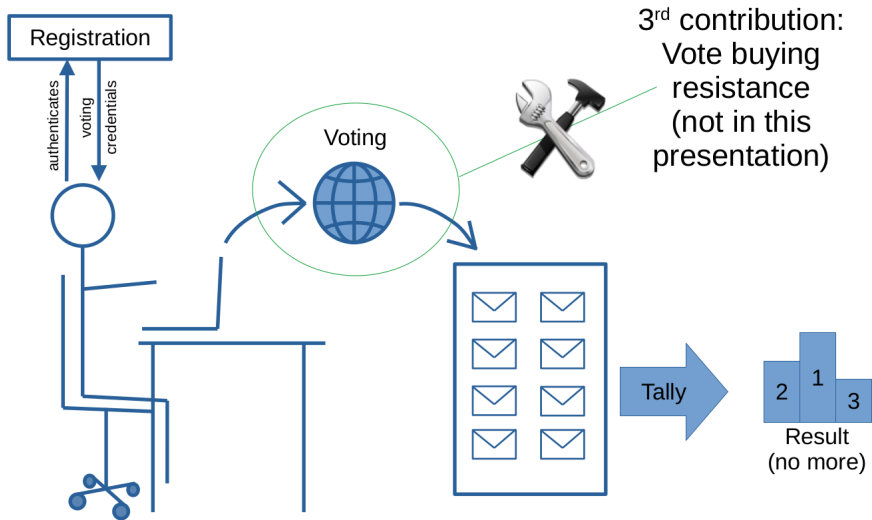 Registration
authenticates
voting
credentials
Voting
3rd contribution:
Vote buying
resistance
(not in this
presentation)
Tally
2
1
3
Result
(no more)